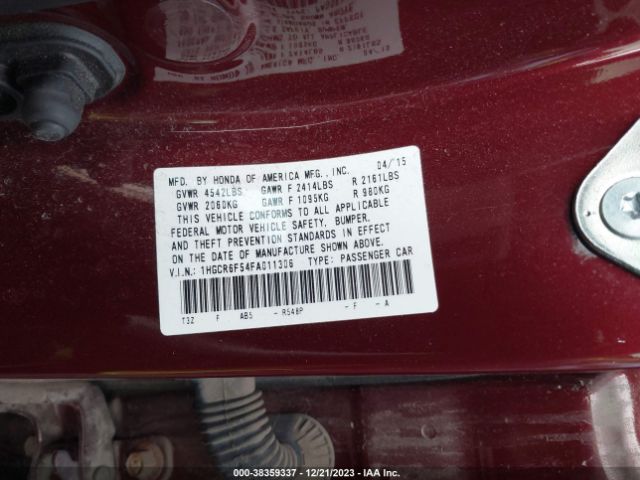 MFD. BY HONDA OF AMERICA MFG., INC. 04/15
GVWR 4542LBS GAWR F 2414LBS R 2161LBS
GVWR 2060KG GAWR F 1095KG R 980KG
THIS VEHICLE CONFORMS TO ALL APPLICABLE
FEDERAL MOTOR VEHICLE SAFETY, BUMPER,
AND THEFT PREVENTION STANDARDS IN EFFECT
ON THE DATE OF MANUFACTURE SHOWN ABOVE.
V.I.N.: 1HGCR6F54FA011306 TYPE: PASSENGER CAR
T3Z F AB5 - R548P - F - A
000-38359337 - 12/21/2023 - IAA Inc.